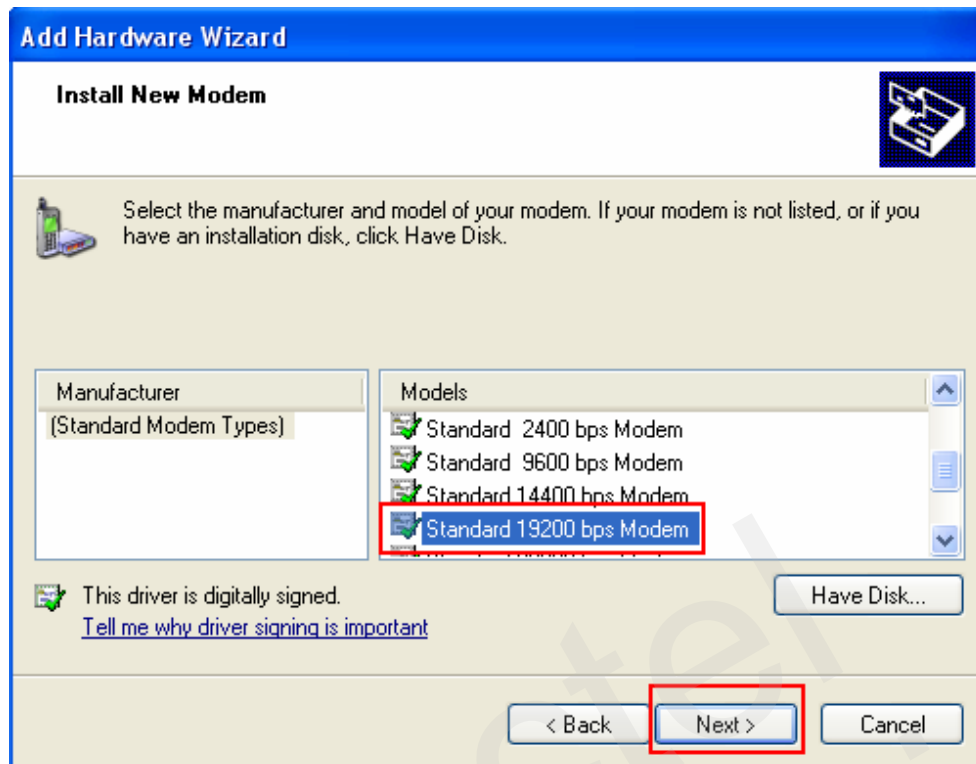 Add Hardware Wizard
Install New Modem
Select the manufacturer and model of your modem. If your modem is not listed, or if you
have an installation disk, click Have Disk.
Manufacturer
(Standard Modem Types)
Models
Standard  2400 bps Modem
Standard  9600 bps Modem
Standard 14400 bps Modem
Standard 19200 bps Modem
This driver is digitally signed.
Tell me why driver signing is important
Have Disk...
< Back
Next >
Cancel